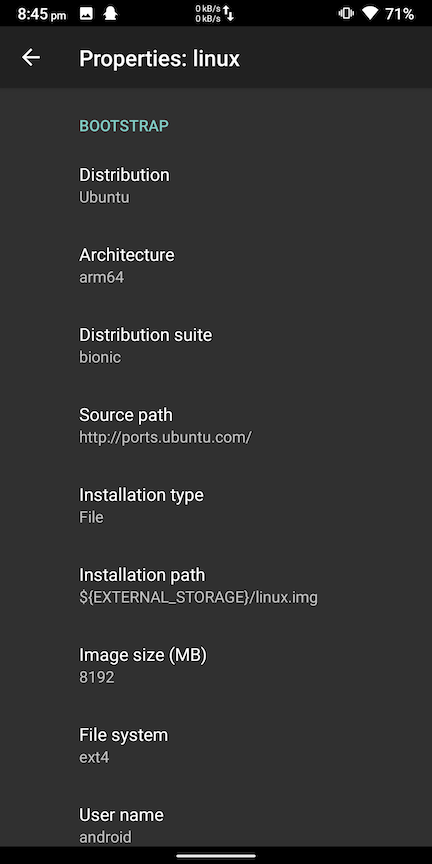 8:45 pm 0 kB/s 71%
0 kB/s
Properties: linux
BOOTSTRAP
Distribution
Ubuntu
Architecture
arm64
Distribution suite
bionic
Source path
http://ports.ubuntu.com/
Installation type
File
Installation path
${EXTERNAL_STORAGE}/linux.img
Image size (MB)
8192
File system
ext4
User name
android